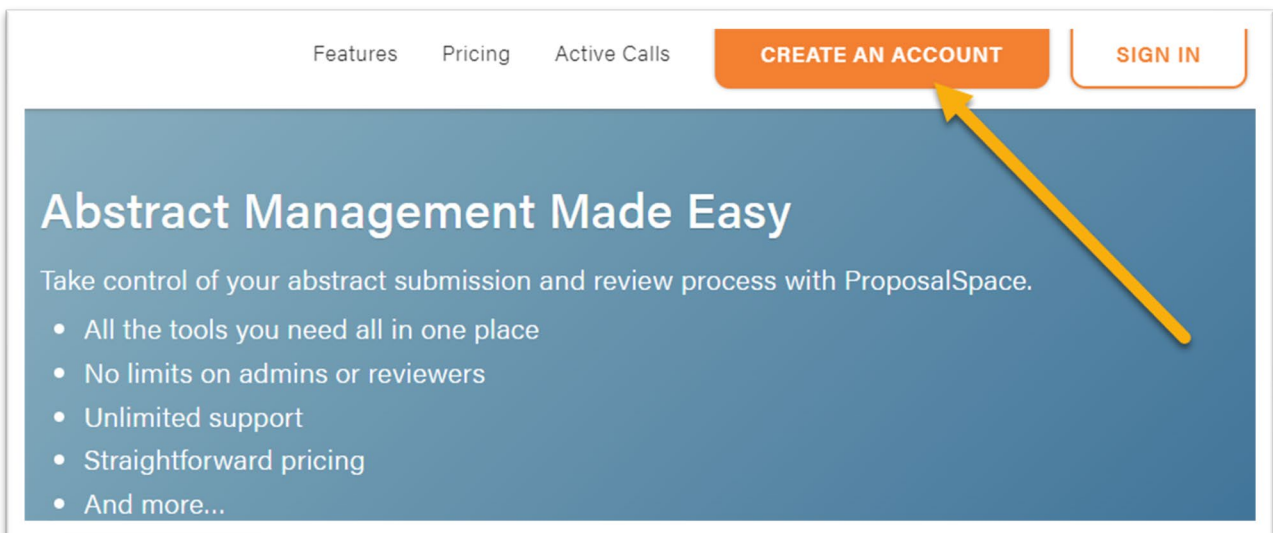 Features Pricing Active Calls CREATE AN ACCOUNT SIGN IN
Abstract Management Made Easy
Take control of your abstract submission and review process with ProposalSpace.
• All the tools you need all in one place
• No limits on admins or reviewers
• Unlimited support
• Straightforward pricing
• And more...